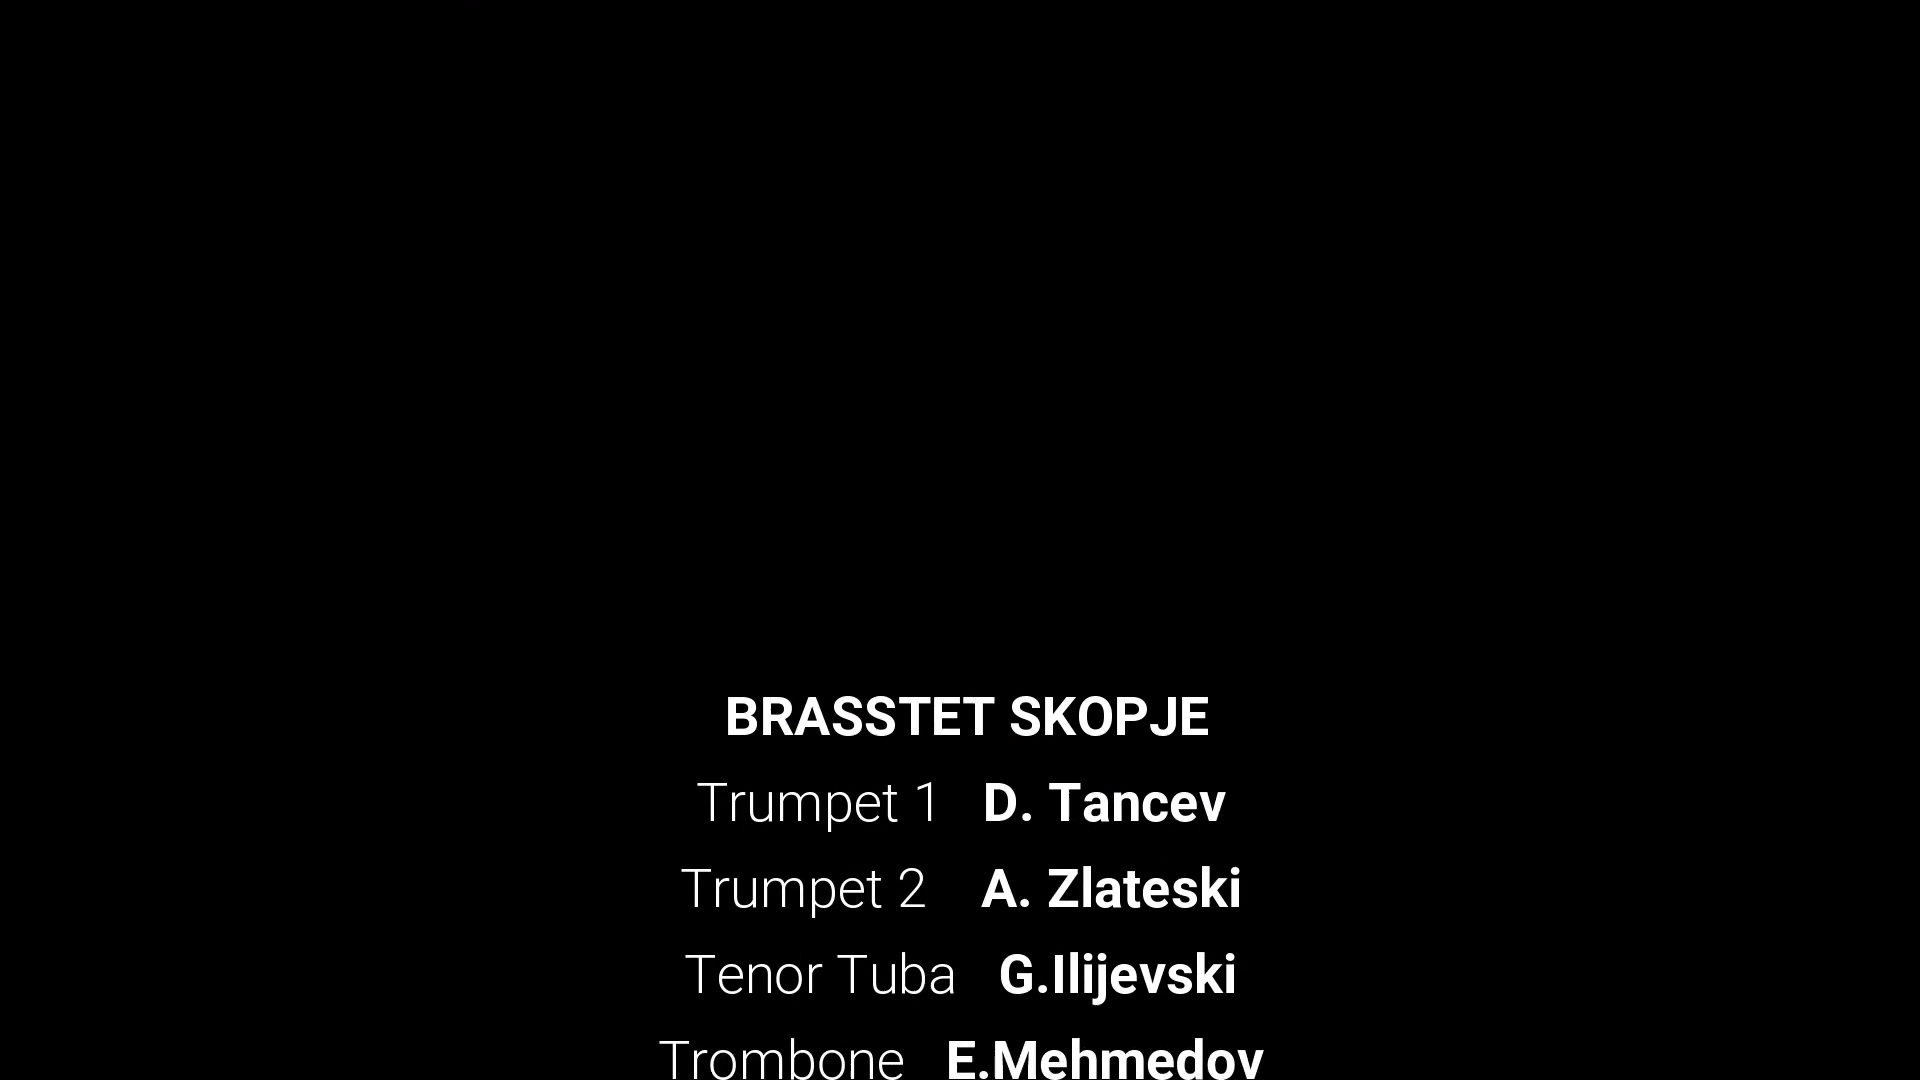 BRASSTET SKOPJE
Trumpet 1 D. Tancev
Trumpet 2 A. Zlateski
Tenor Tuba G.Ilijevski
Trombone E.Mehmedov